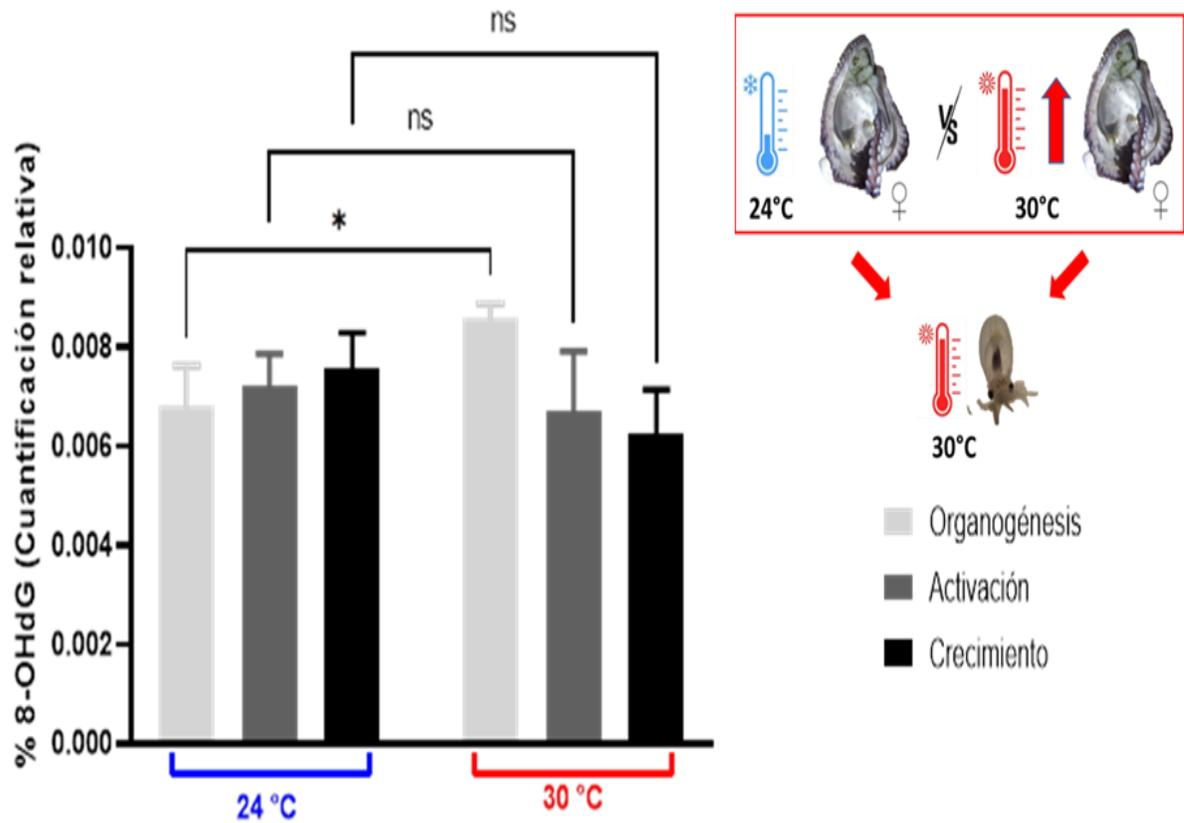 ns
ns
*
% 8-OHdG (Cuantificación relativa)
0.010
0.008
0.006
0.004
0.002
0.000
24 °C
30 °C
24°C
♀
V/S
30°C
♀
30°C
Organogénesis
Activación
Crecimiento